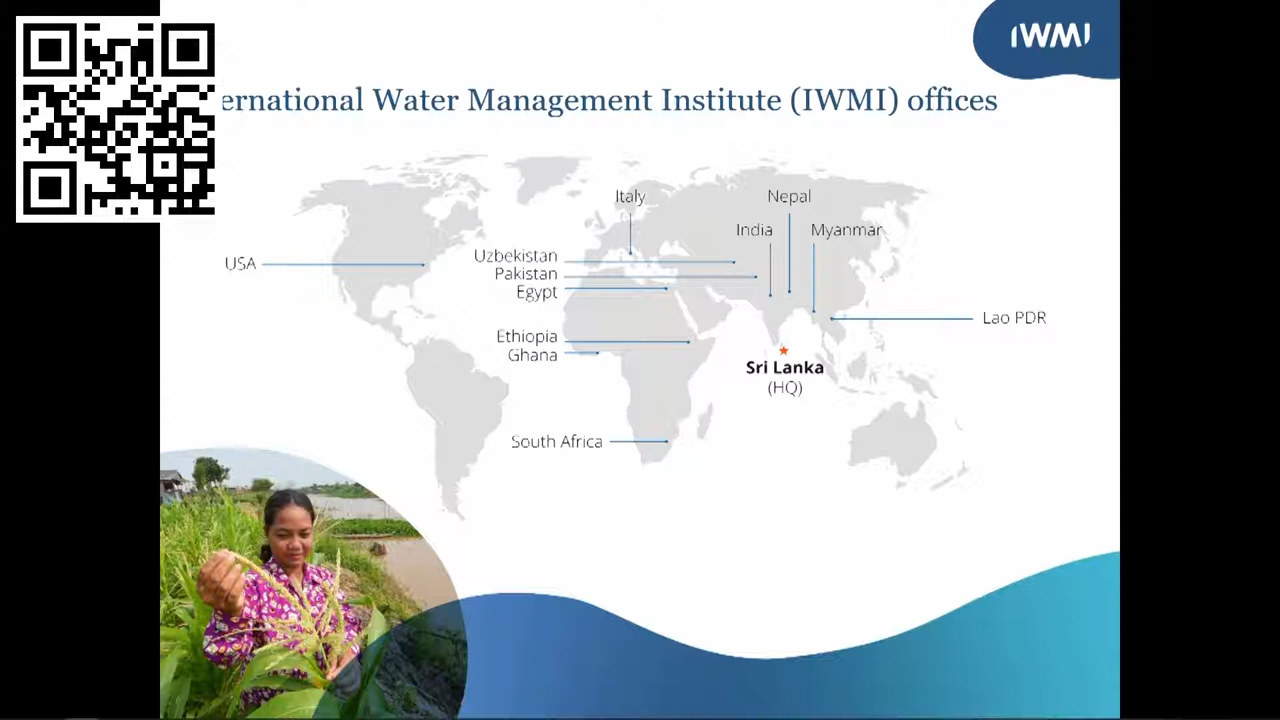 IWMI
ernational Water Management Institute (IWMI) offices
Italy
Nepal
India
Myanmar
USA
Uzbekistan
Pakistan
Egypt
Lao PDR
Ethiopia
Ghana
Sri Lanka
(HQ)
South Africa